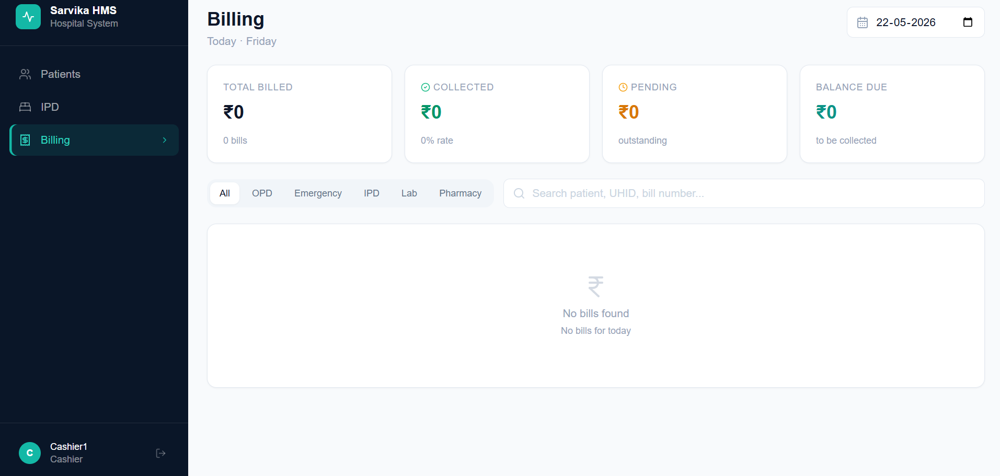 Sarvika HMS
Hospital System
Patients
IPD
Billing
Cashier1
Cashier
C
Billing
Today · Friday
22-05-2026
TOTAL BILLED
₹0
0 bills
COLLECTED
₹0
0% rate
PENDING
₹0
outstanding
BALANCE DUE
₹0
to be collected
All OPD Emergency IPD Lab Pharmacy
Search patient, UHID, bill number...
₹
No bills found
No bills for today